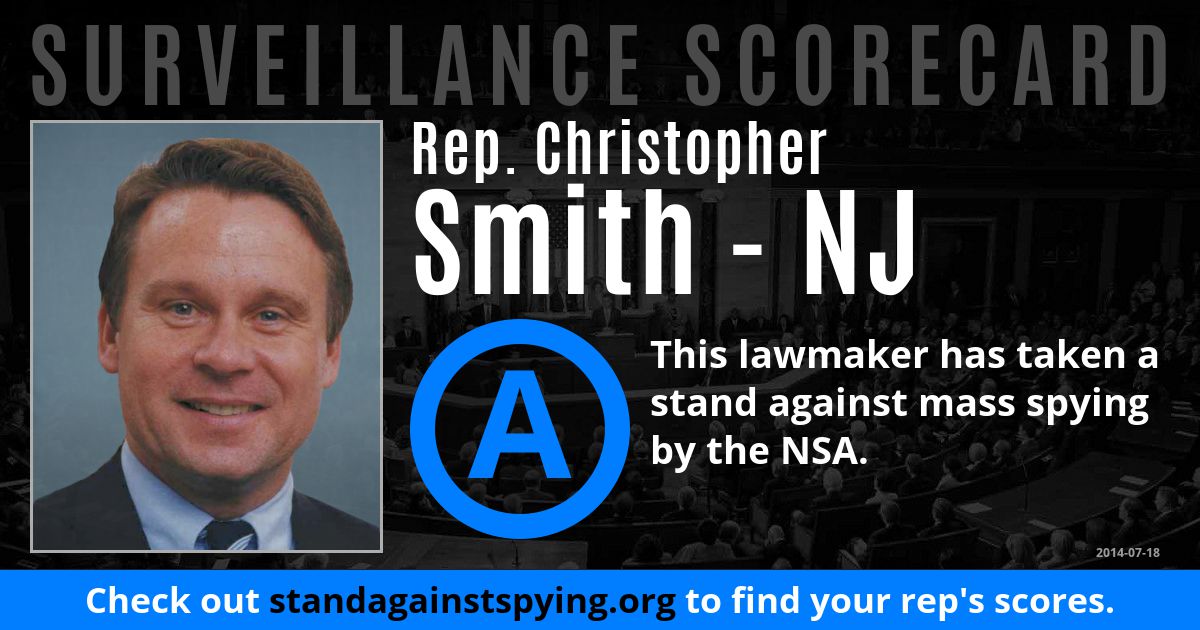 SURVEILLANCE SCORECARD
Rep. Christopher
Smith - NJ
A
This lawmaker has taken a
stand against mass spying
by the NSA.
2014-07-18
Check out standagainstspying.org to find your rep's scores.